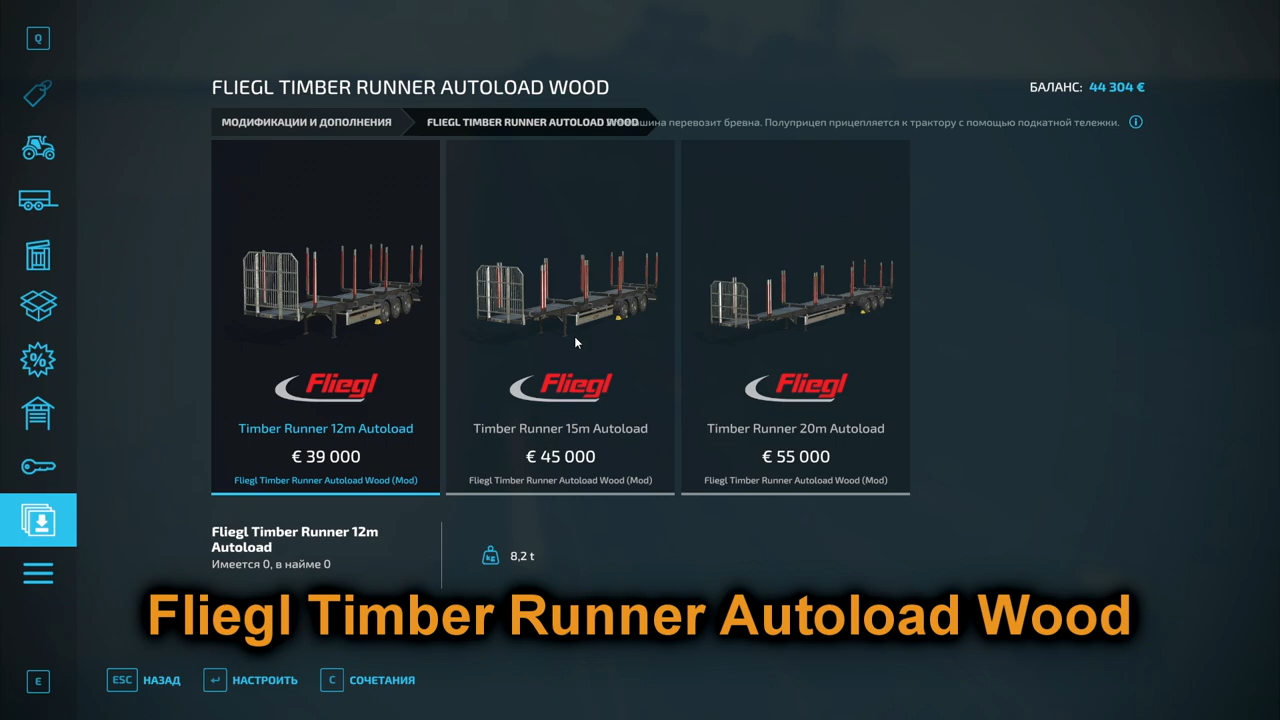 Q
FLIEGL TIMBER RUNNER AUTOLOAD WOOD
БАЛАНС: 44 304 €
МОДИФИКАЦИИ И ДОПОЛНЕНИЯ
FLIEGL TIMBER RUNNER AUTOLOAD WOOD
перевозит бревна. Полуприцеп прицепляется к трактору с помощью подкатной тележки.
Fliegl
Fliegl
Fliegl
Timber Runner 12m Autoload
Timber Runner 15m Autoload
Timber Runner 20m Autoload
€ 39 000
€ 45 000
€ 55 000
Fliegl Timber Runner Autoload Wood (Mod)
Fliegl Timber Runner Autoload Wood (Mod)
Fliegl Timber Runner Autoload Wood (Mod)
Fliegl Timber Runner 12m
Autoload
Имеется 0, в найме 0
kg 8,2 t
Fliegl Timber Runner Autoload Wood
E
ESC НАЗАД
НАСТРОИТЬ
C СОЧЕТАНИЯ